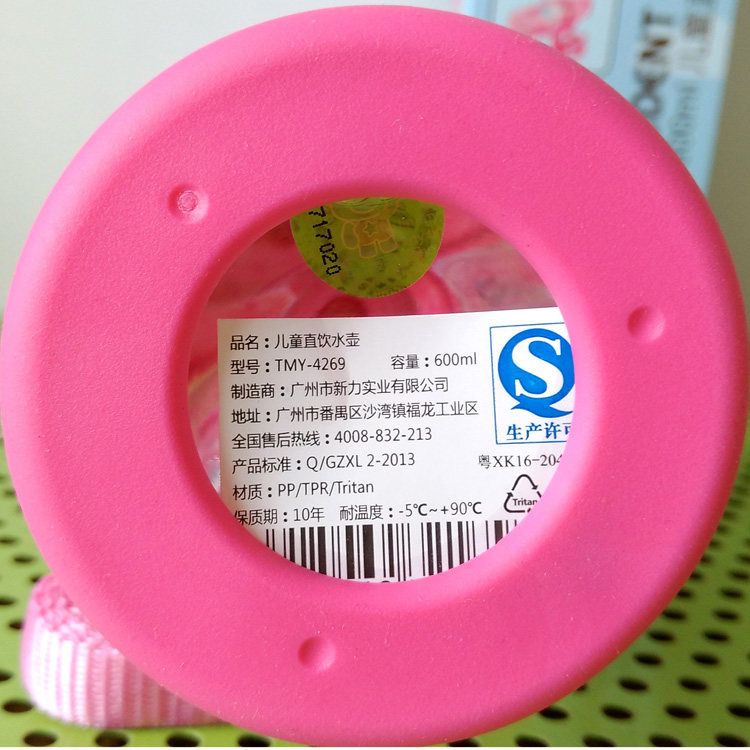 DENT
600ml
717020
品名：儿童直饮水壶
型号：TMY-4269 容量：600ml
制造商：广州市新力实业有限公司
地址：广州市番禺区沙湾镇福龙工业区
全国售后热线：4008-832-213
产品标准：Q/GZXL 2-2013
材质：PP/TPR/Tritan
保质期：10年 耐温度：-5℃~+90℃
S
生产许可
粤XK16-204
Tritan